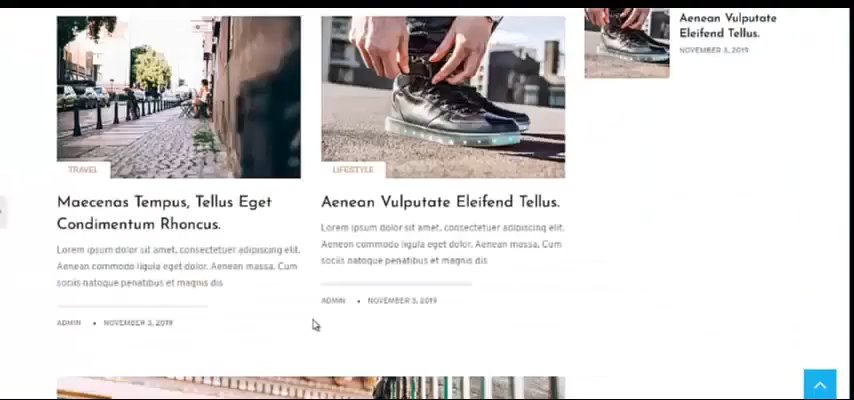 TRAVEL
Maecenas Tempus, Tellus Eget
Condimentum Rhoncus.
Lorem ipsum dolor sit amet, consectetuer adipiscing elit.
Aenean commodo ligula eget dolor. Aenean massa. Cum
sociis natoque penatibus et magnis dis
ADMIN • NOVEMBER 3, 2019
LIFESTYLE
Aenean Vulputate Eleifend Tellus.
Lorem ipsum dolor sit amet, consectetuer adipiscing elit.
Aenean commodo ligula eget dolor. Aenean massa. Cum
sociis natoque penatibus et magnis dis
ADMIN • NOVEMBER 3, 2019
Aenean Vulputate
Eleifend Tellus.
NOVEMBER 3, 2019